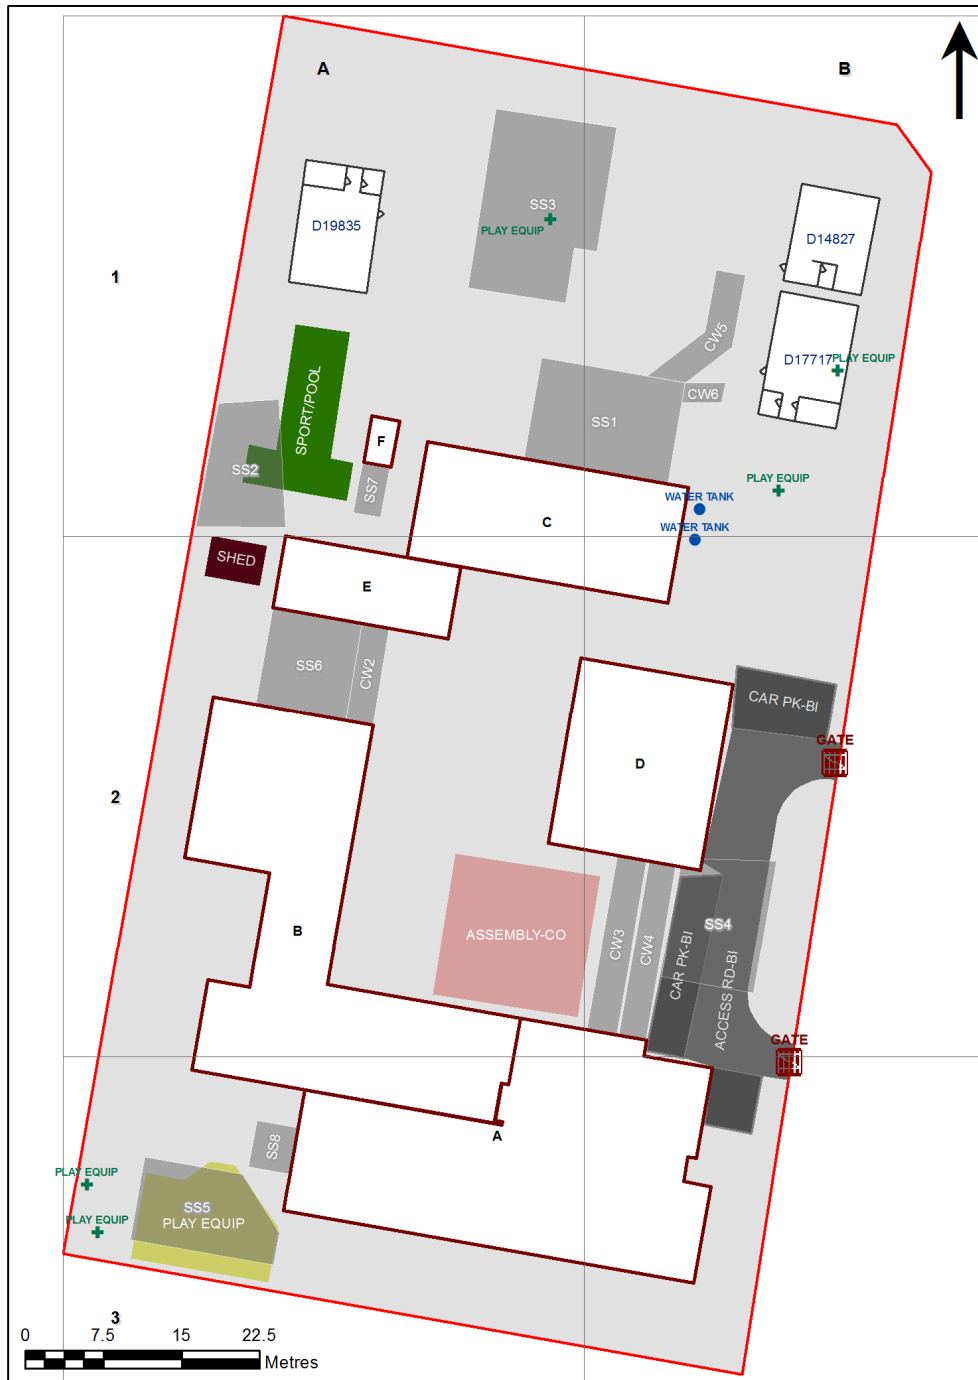 A
B
SS3
PLAY EQUIP
D19835
D14827
1
CW5
D17717
PLAY EQUIP
SPORT/POOL
CW6
SS1
F
SS2
SS7
PLAY EQUIP
WATER TANK
C
WATER TANK
SHED
E
SS6
CW2
CAR PK-BI
GATE
D
2
SS4
B
ASSEMBLY-CO
CW3
CW4
CAR PK-BI
ACCESS RD-BI
GATE
A
SS8
PLAY EQUIP
SS5
PLAY EQUIP
PLAY EQUIP
3
0 7.5 15 22.5
Metres